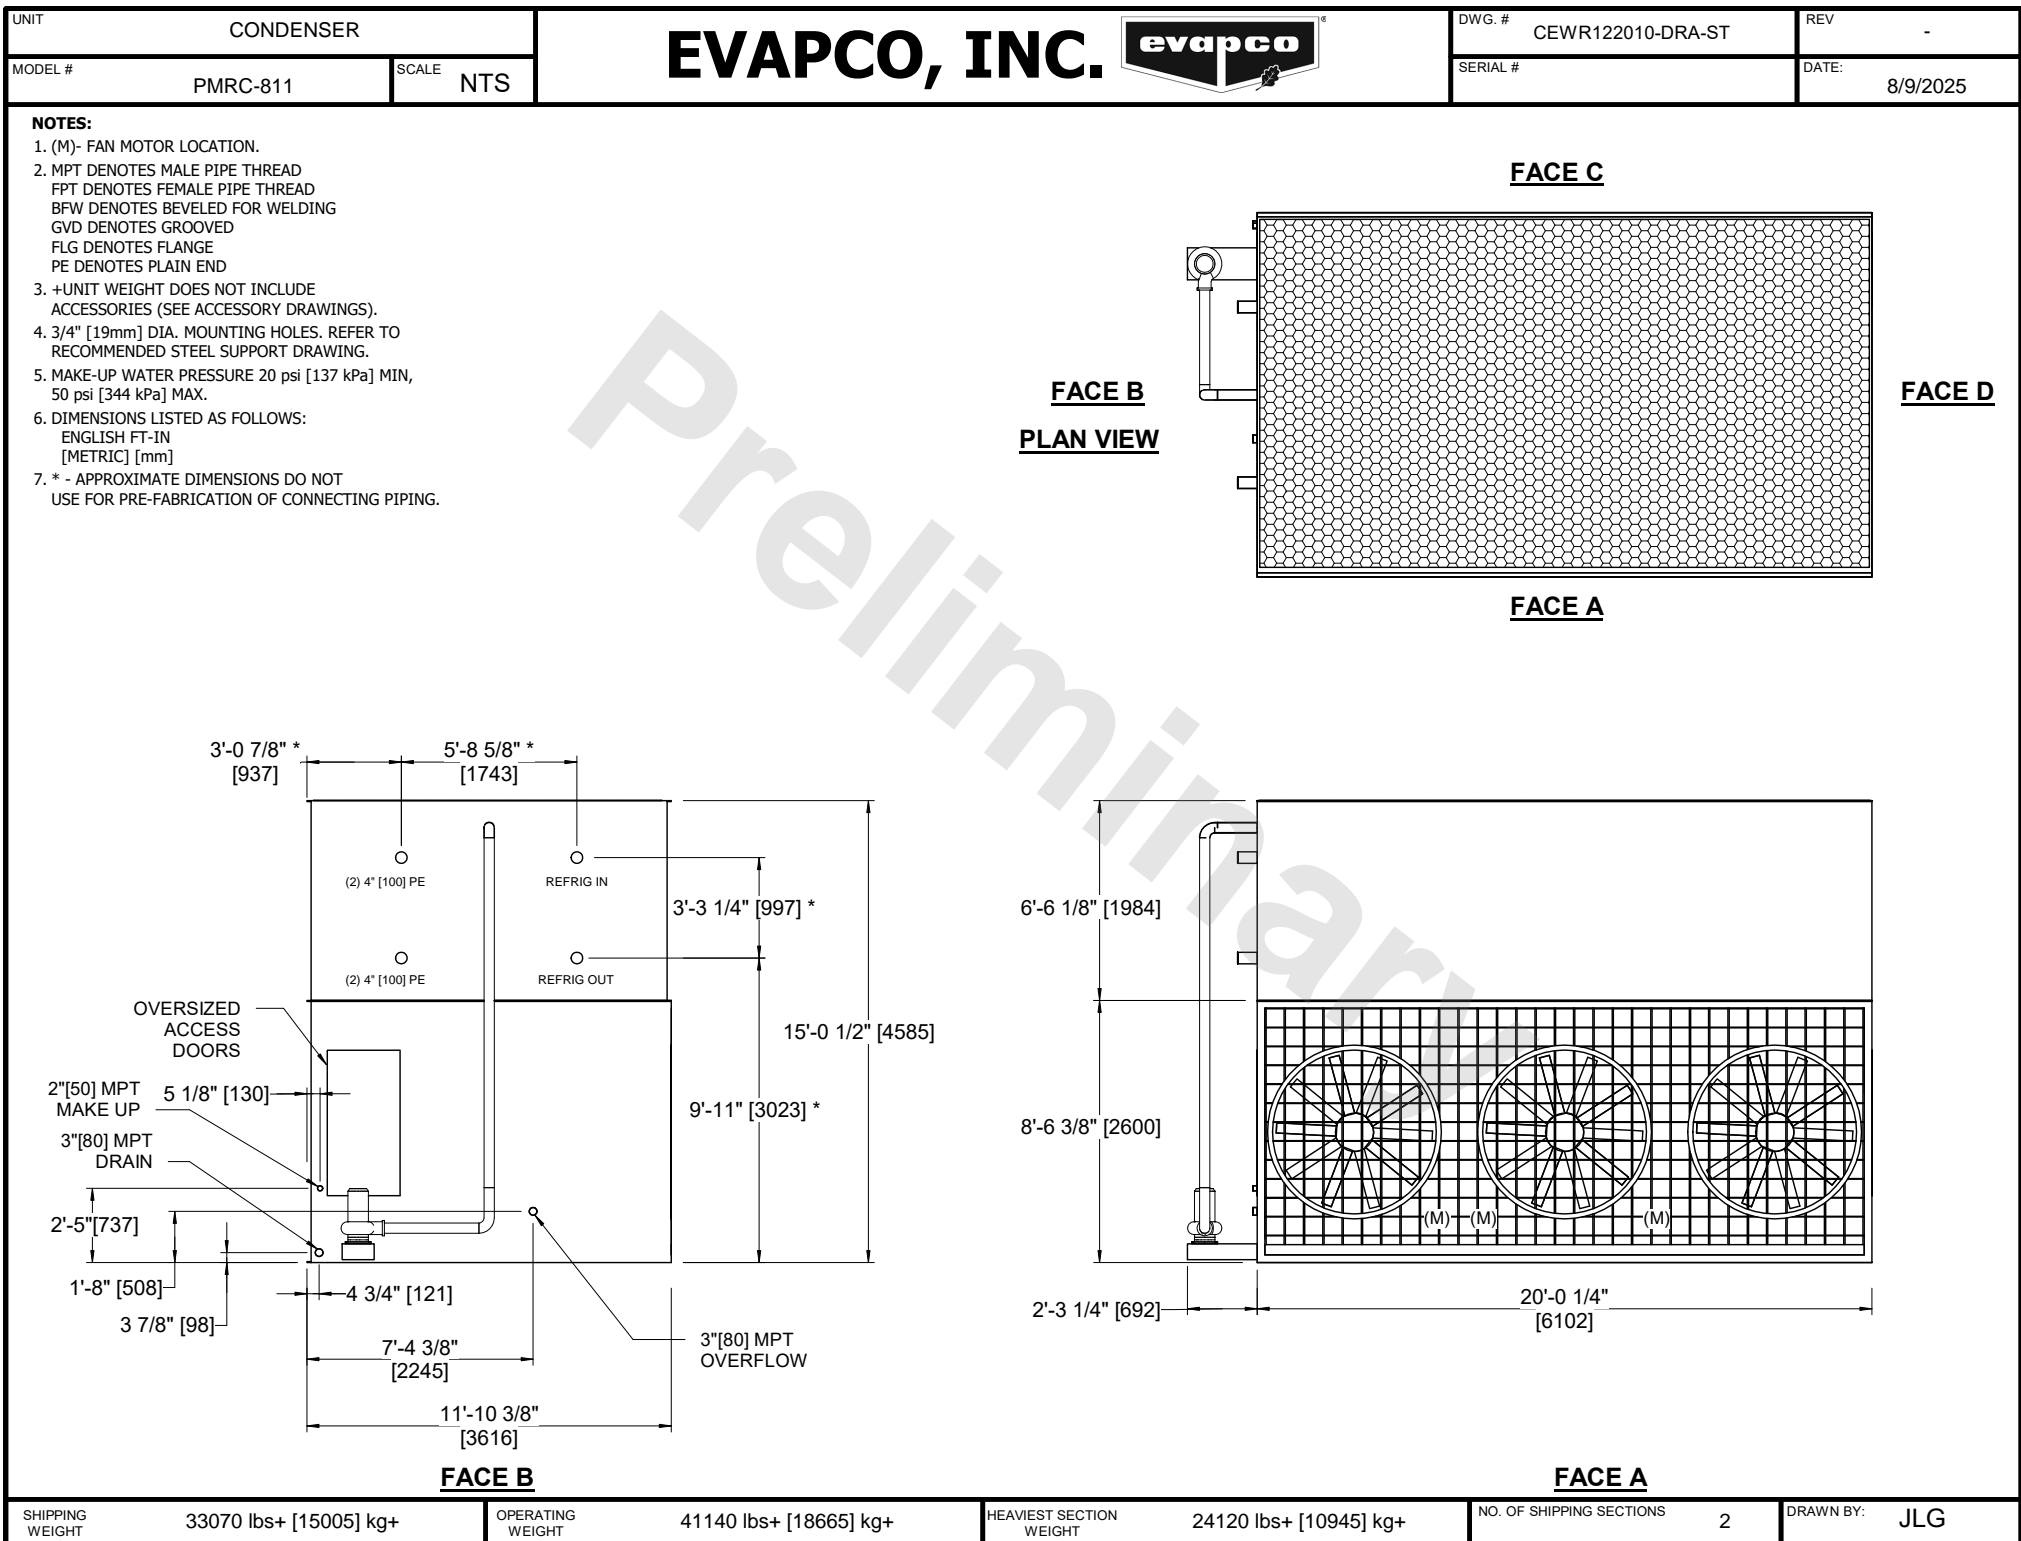 UNIT
CONDENSER
MODEL #
PMRC-811
SCALE
NTS
EVAPCO, INC.
evapco
®
DWG. #
CEWR122010-DRA-ST
REV
-
SERIAL #
DATE:
8/9/2025
NOTES:
1. (M)- FAN MOTOR LOCATION.
2. MPT DENOTES MALE PIPE THREAD
FPT DENOTES FEMALE PIPE THREAD
BFW DENOTES BEVELED FOR WELDING
GVD DENOTES GROOVED
FLG DENOTES FLANGE
PE DENOTES PLAIN END
3. +UNIT WEIGHT DOES NOT INCLUDE
ACCESSORIES (SEE ACCESSORY DRAWINGS).
4. 3/4" [19mm] DIA. MOUNTING HOLES. REFER TO
RECOMMENDED STEEL SUPPORT DRAWING.
5. MAKE-UP WATER PRESSURE 20 psi [137 kPa] MIN,
50 psi [344 kPa] MAX.
6. DIMENSIONS LISTED AS FOLLOWS:
ENGLISH FT-IN
[METRIC] [mm]
7. * - APPROXIMATE DIMENSIONS DO NOT
USE FOR PRE-FABRICATION OF CONNECTING PIPING.
FACE C
FACE B
PLAN VIEW
FACE D
FACE A
Preliminary
3'-0 7/8" *
[937]
5'-8 5/8" *
[1743]
(2) 4" [100] PE
REFRIG IN
3'-3 1/4" [997] *
(2) 4" [100] PE
REFRIG OUT
OVERSIZED
ACCESS
DOORS
15'-0 1/2" [4585]
2"[50] MPT
MAKE UP
5 1/8" [130]
9'-11" [3023] *
3"[80] MPT
DRAIN
2'-5"[737]
1'-8" [508]
4 3/4" [121]
3 7/8" [98]
7'-4 3/8"
[2245]
3"[80] MPT
OVERFLOW
11'-10 3/8"
[3616]
FACE B
6'-6 1/8" [1984]
8'-6 3/8" [2600]
(M)
(M)
(M)
2'-3 1/4" [692]
20'-0 1/4"
[6102]
FACE A
SHIPPING
WEIGHT
33070 lbs+ [15005] kg+
OPERATING
WEIGHT
41140 lbs+ [18665] kg+
HEAVIEST SECTION
WEIGHT
24120 lbs+ [10945] kg+
NO. OF SHIPPING SECTIONS
2
DRAWN BY:
JLG